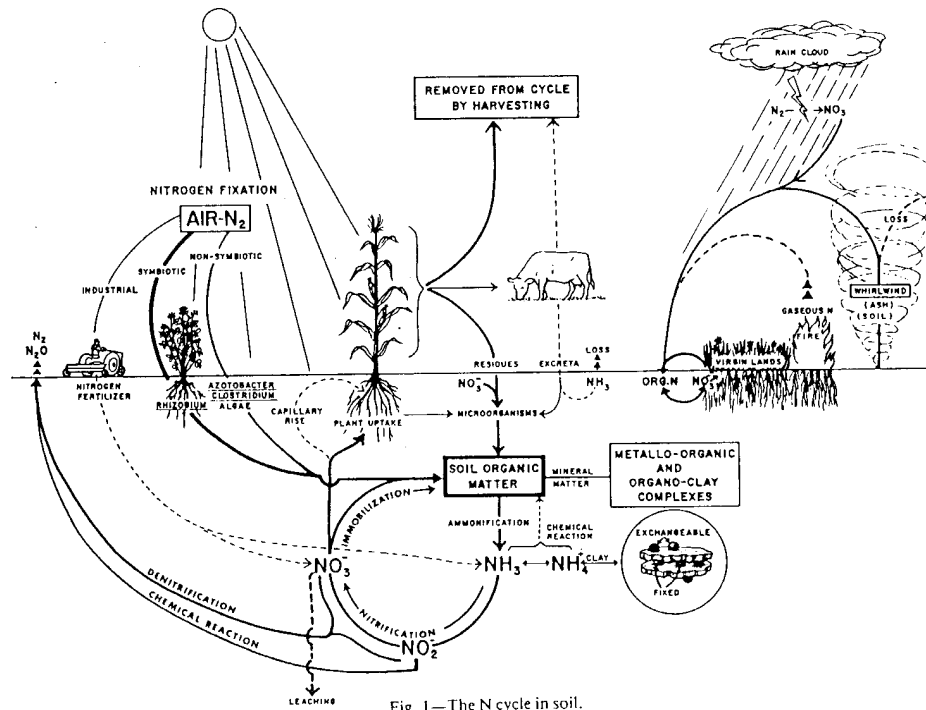 RAIN CLOUD
N₂ → NO₃
REMOVED FROM CYCLE
BY HARVESTING
NITROGEN FIXATION
AIR-N₂
NON-SYMBIOTIC
SYMBIOTIC
INDUSTRIAL
LOSS
WHIRLWIND
(ASH)
(SOIL)
GASEOUS N
FIRE
VIRGIN LANDS
N₂
N₂O
NITROGEN
FERTILIZER
RHIZOBIUM
AZOTOBACTER
CLOSTRIDIUM
ALGAE
CAPILLARY
RISE
PLANT UPTAKE
RESIDUES
EXCRETA
LOSS
NO₃⁻
NH₃
ORG.N
NO₃⁻
MICROORGANISMS
SOIL ORGANIC
MATTER
MINERAL
MATTER
METALLO-ORGANIC
AND
ORGANO-CLAY
COMPLEXES
IMMOBILIZATION
AMMONIFICATION
CHEMICAL
REACTION
NO₃⁻
NH₃
NH₄⁺
CLAY
EXCHANGEABLE
FIXED
DENITRIFICATION
CHEMICAL REACTION
NITRIFICATION
NO₂⁻
LEACHING
Fig. 1—The N cycle in soil.